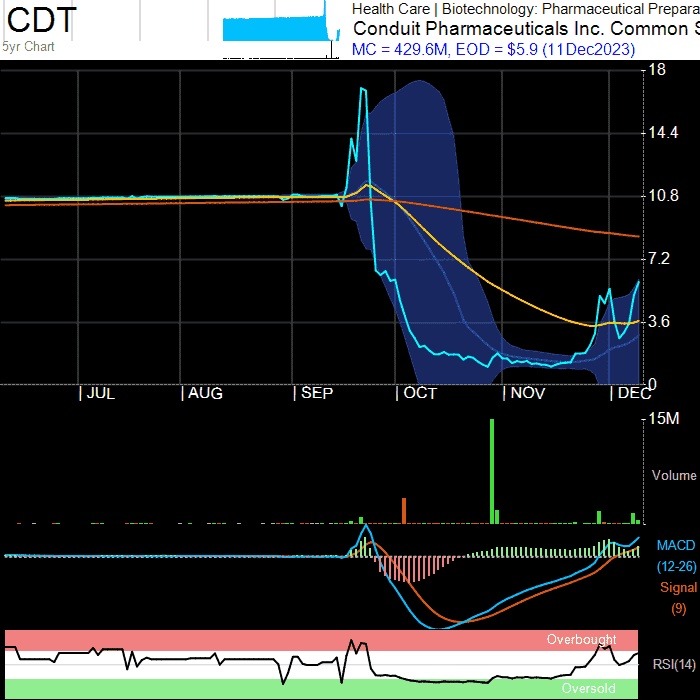 CDT
5yr Chart
Health Care | Biotechnology: Pharmaceutical Prepara
Conduit Pharmaceuticals Inc. Common S
MC = 429.6M, EOD = $5.9 (11Dec2023)
18
14.4
10.8
7.2
3.6
0
JUL AUG SEP OCT NOV DEC
15M
Volume
MACD
(12-26)
Signal
(9)
Overbought
RSI(14)
Oversold